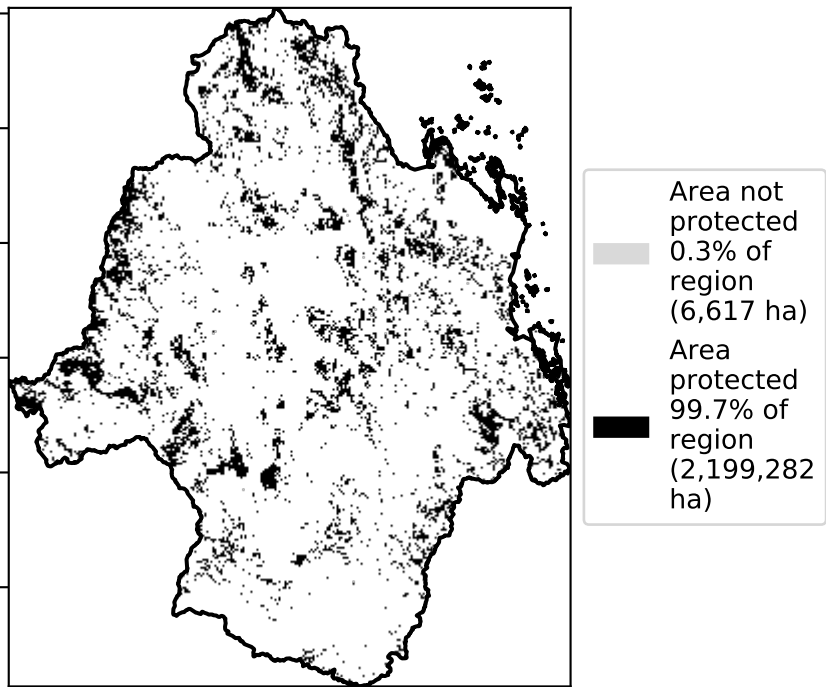 Area not
protected
0.3% of
region
(6,617 ha)
Area
protected
99.7% of
region
(2,199,282
ha)